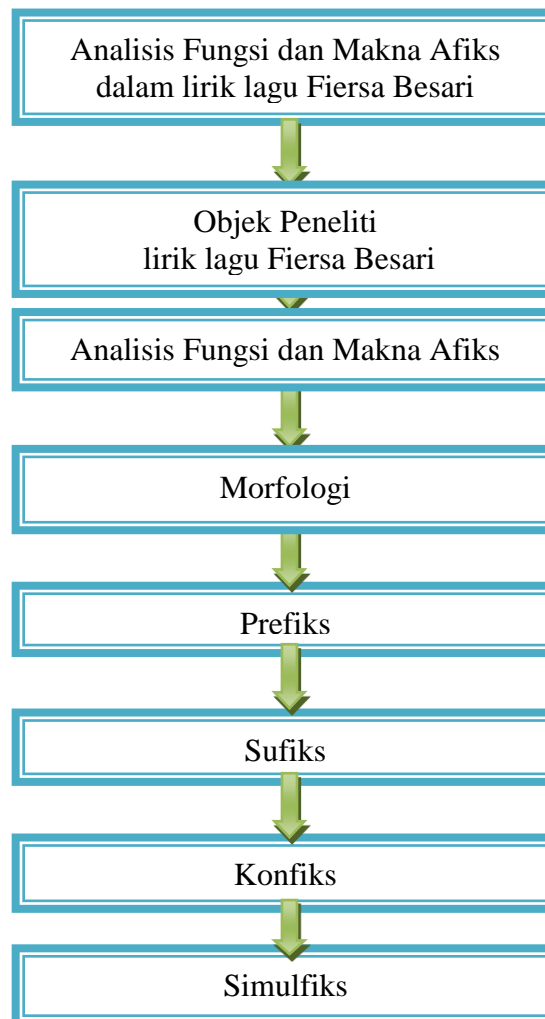 Analisis Fungsi dan Makna Afiks
dalam lirik lagu Fiersa Besari
Objek Peneliti
lirik lagu Fiersa Besari
Analisis Fungsi dan Makna Afiks
Morfologi
Prefiks
Sufiks
Konfiks
Simulfiks